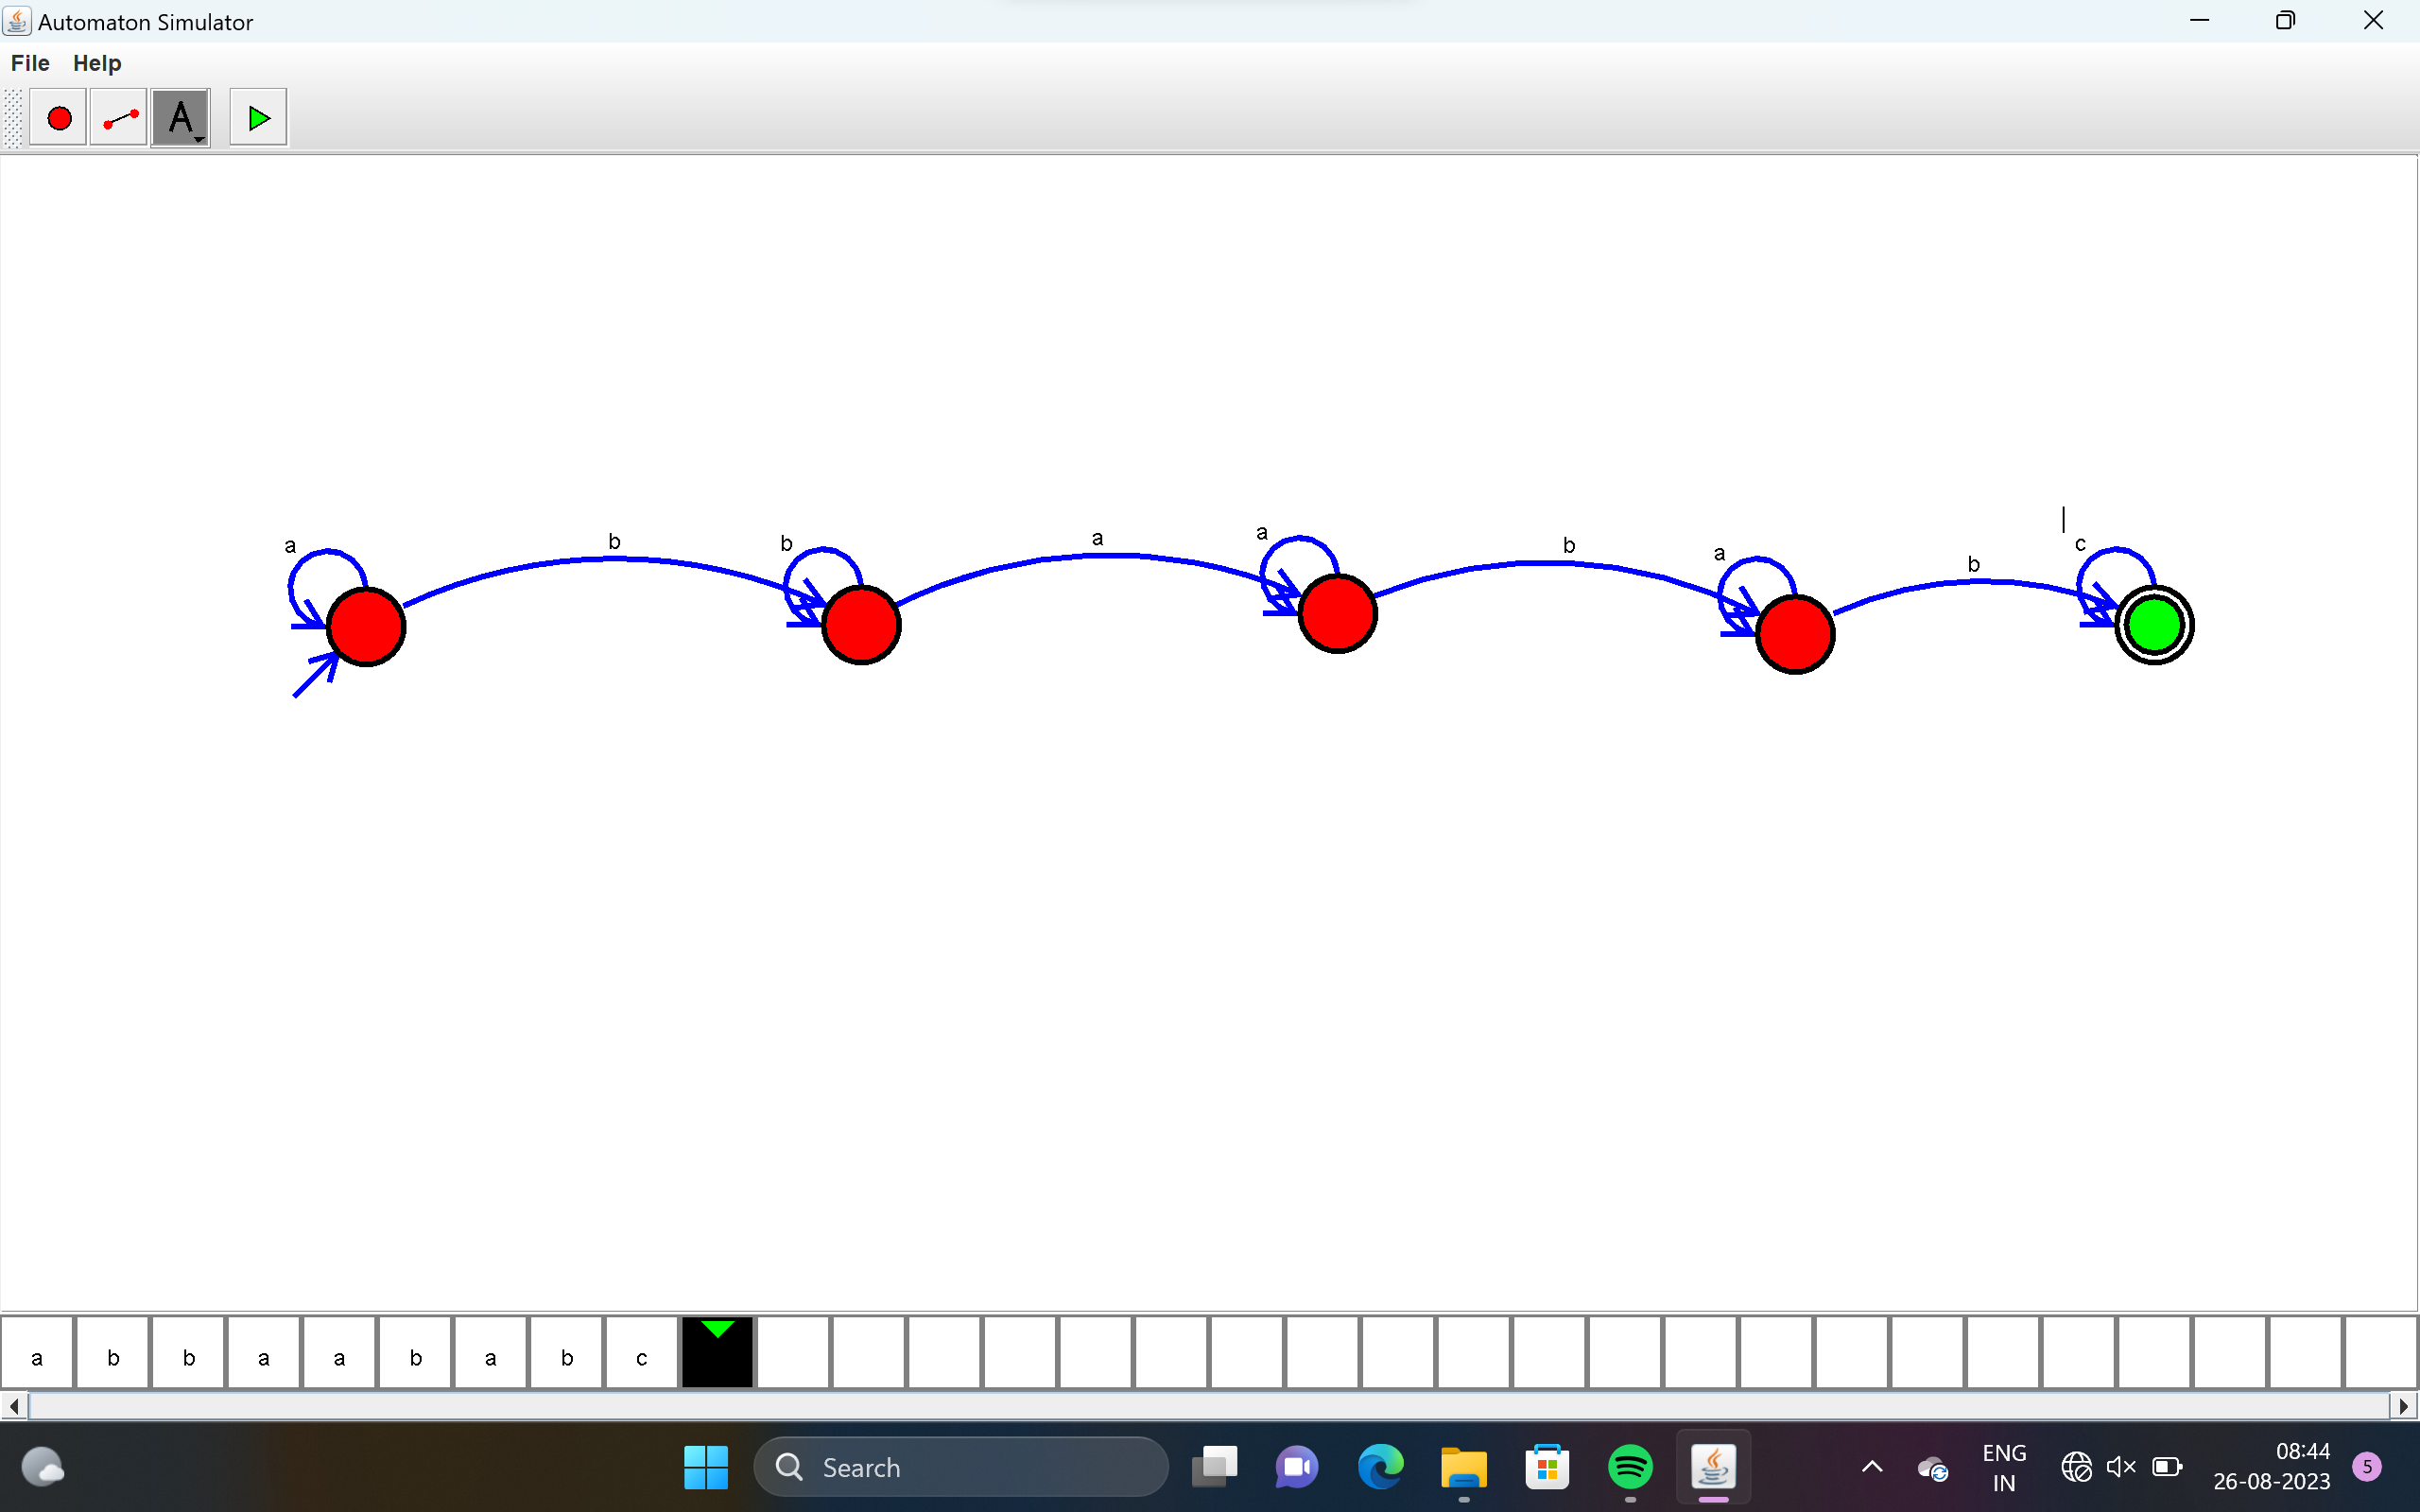 Automaton Simulator
File Help
A
a b b a a b a b c
a b b a
b c
Search
ENG
IN
08:44
26-08-2023
5